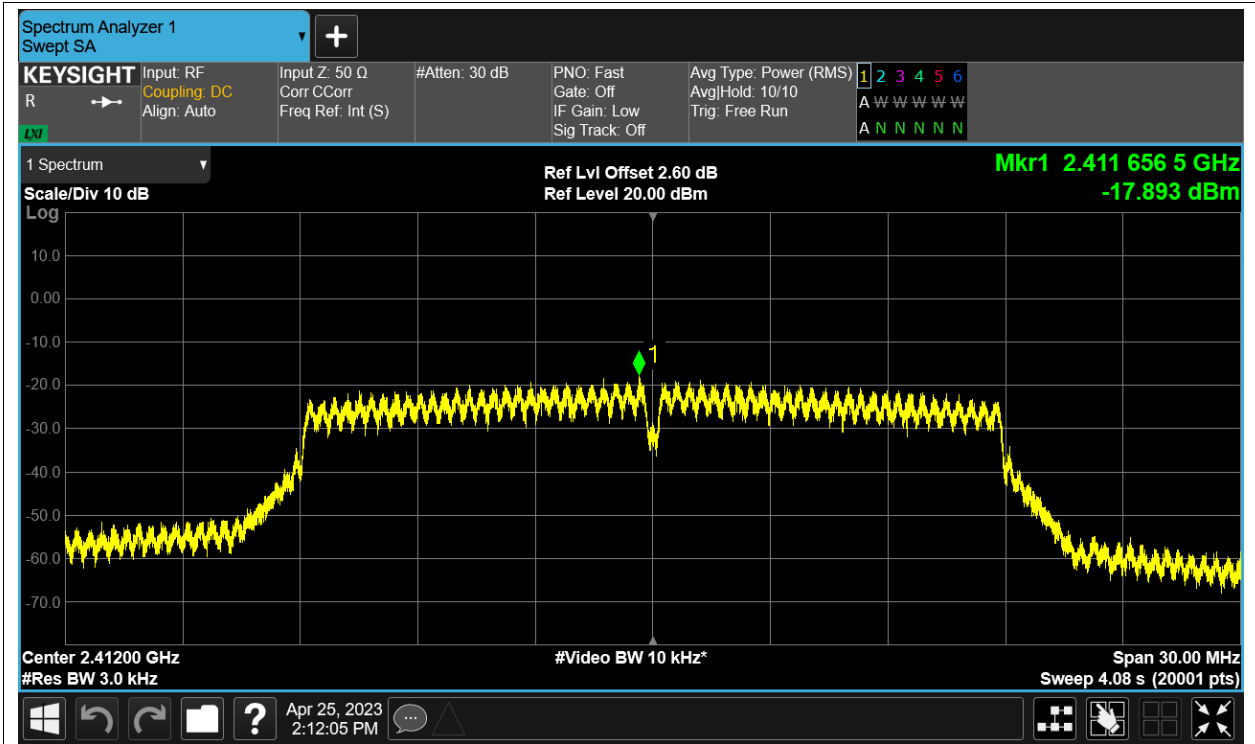 Spectrum Analyzer 1
Swept SA
KEYSIGHT
R
LXI
Input: RF
Coupling: DC
Align: Auto
Input Z: 50 Ω
Corr CCorr
Freq Ref: Int (S)
#Atten: 30 dB
PNO: Fast
Gate: Off
IF Gain: Low
Sig Track: Off
Avg Type: Power (RMS)
Avg|Hold: 10/10
Trig: Free Run
1 2 3 4 5 6
A W W W W W
A N N N N N
1 Spectrum
Scale/Div 10 dB
Ref Lvl Offset 2.60 dB
Ref Level 20.00 dBm
Mkr1 2.411 656 5 GHz
-17.893 dBm
Log
10.0
0.00
-10.0
1
-20.0
-30.0
-40.0
-50.0
-60.0
-70.0
Center 2.41200 GHz
#Video BW 10 kHz*
Span 30.00 MHz
#Res BW 3.0 kHz
Sweep 4.08 s (20001 pts)
?
Apr 25, 2023
2:12:05 PM